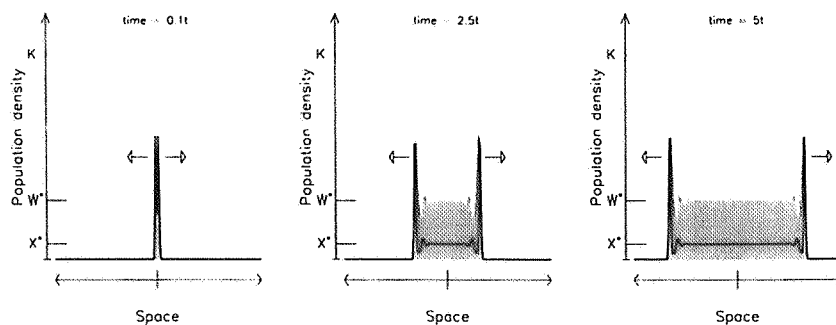 time = 0.1t
K
Population density
W*
X*
Space
time = 2.5t
K
Population density
W*
X*
Space
time = 5t
K
Population density
W*
X*
Space